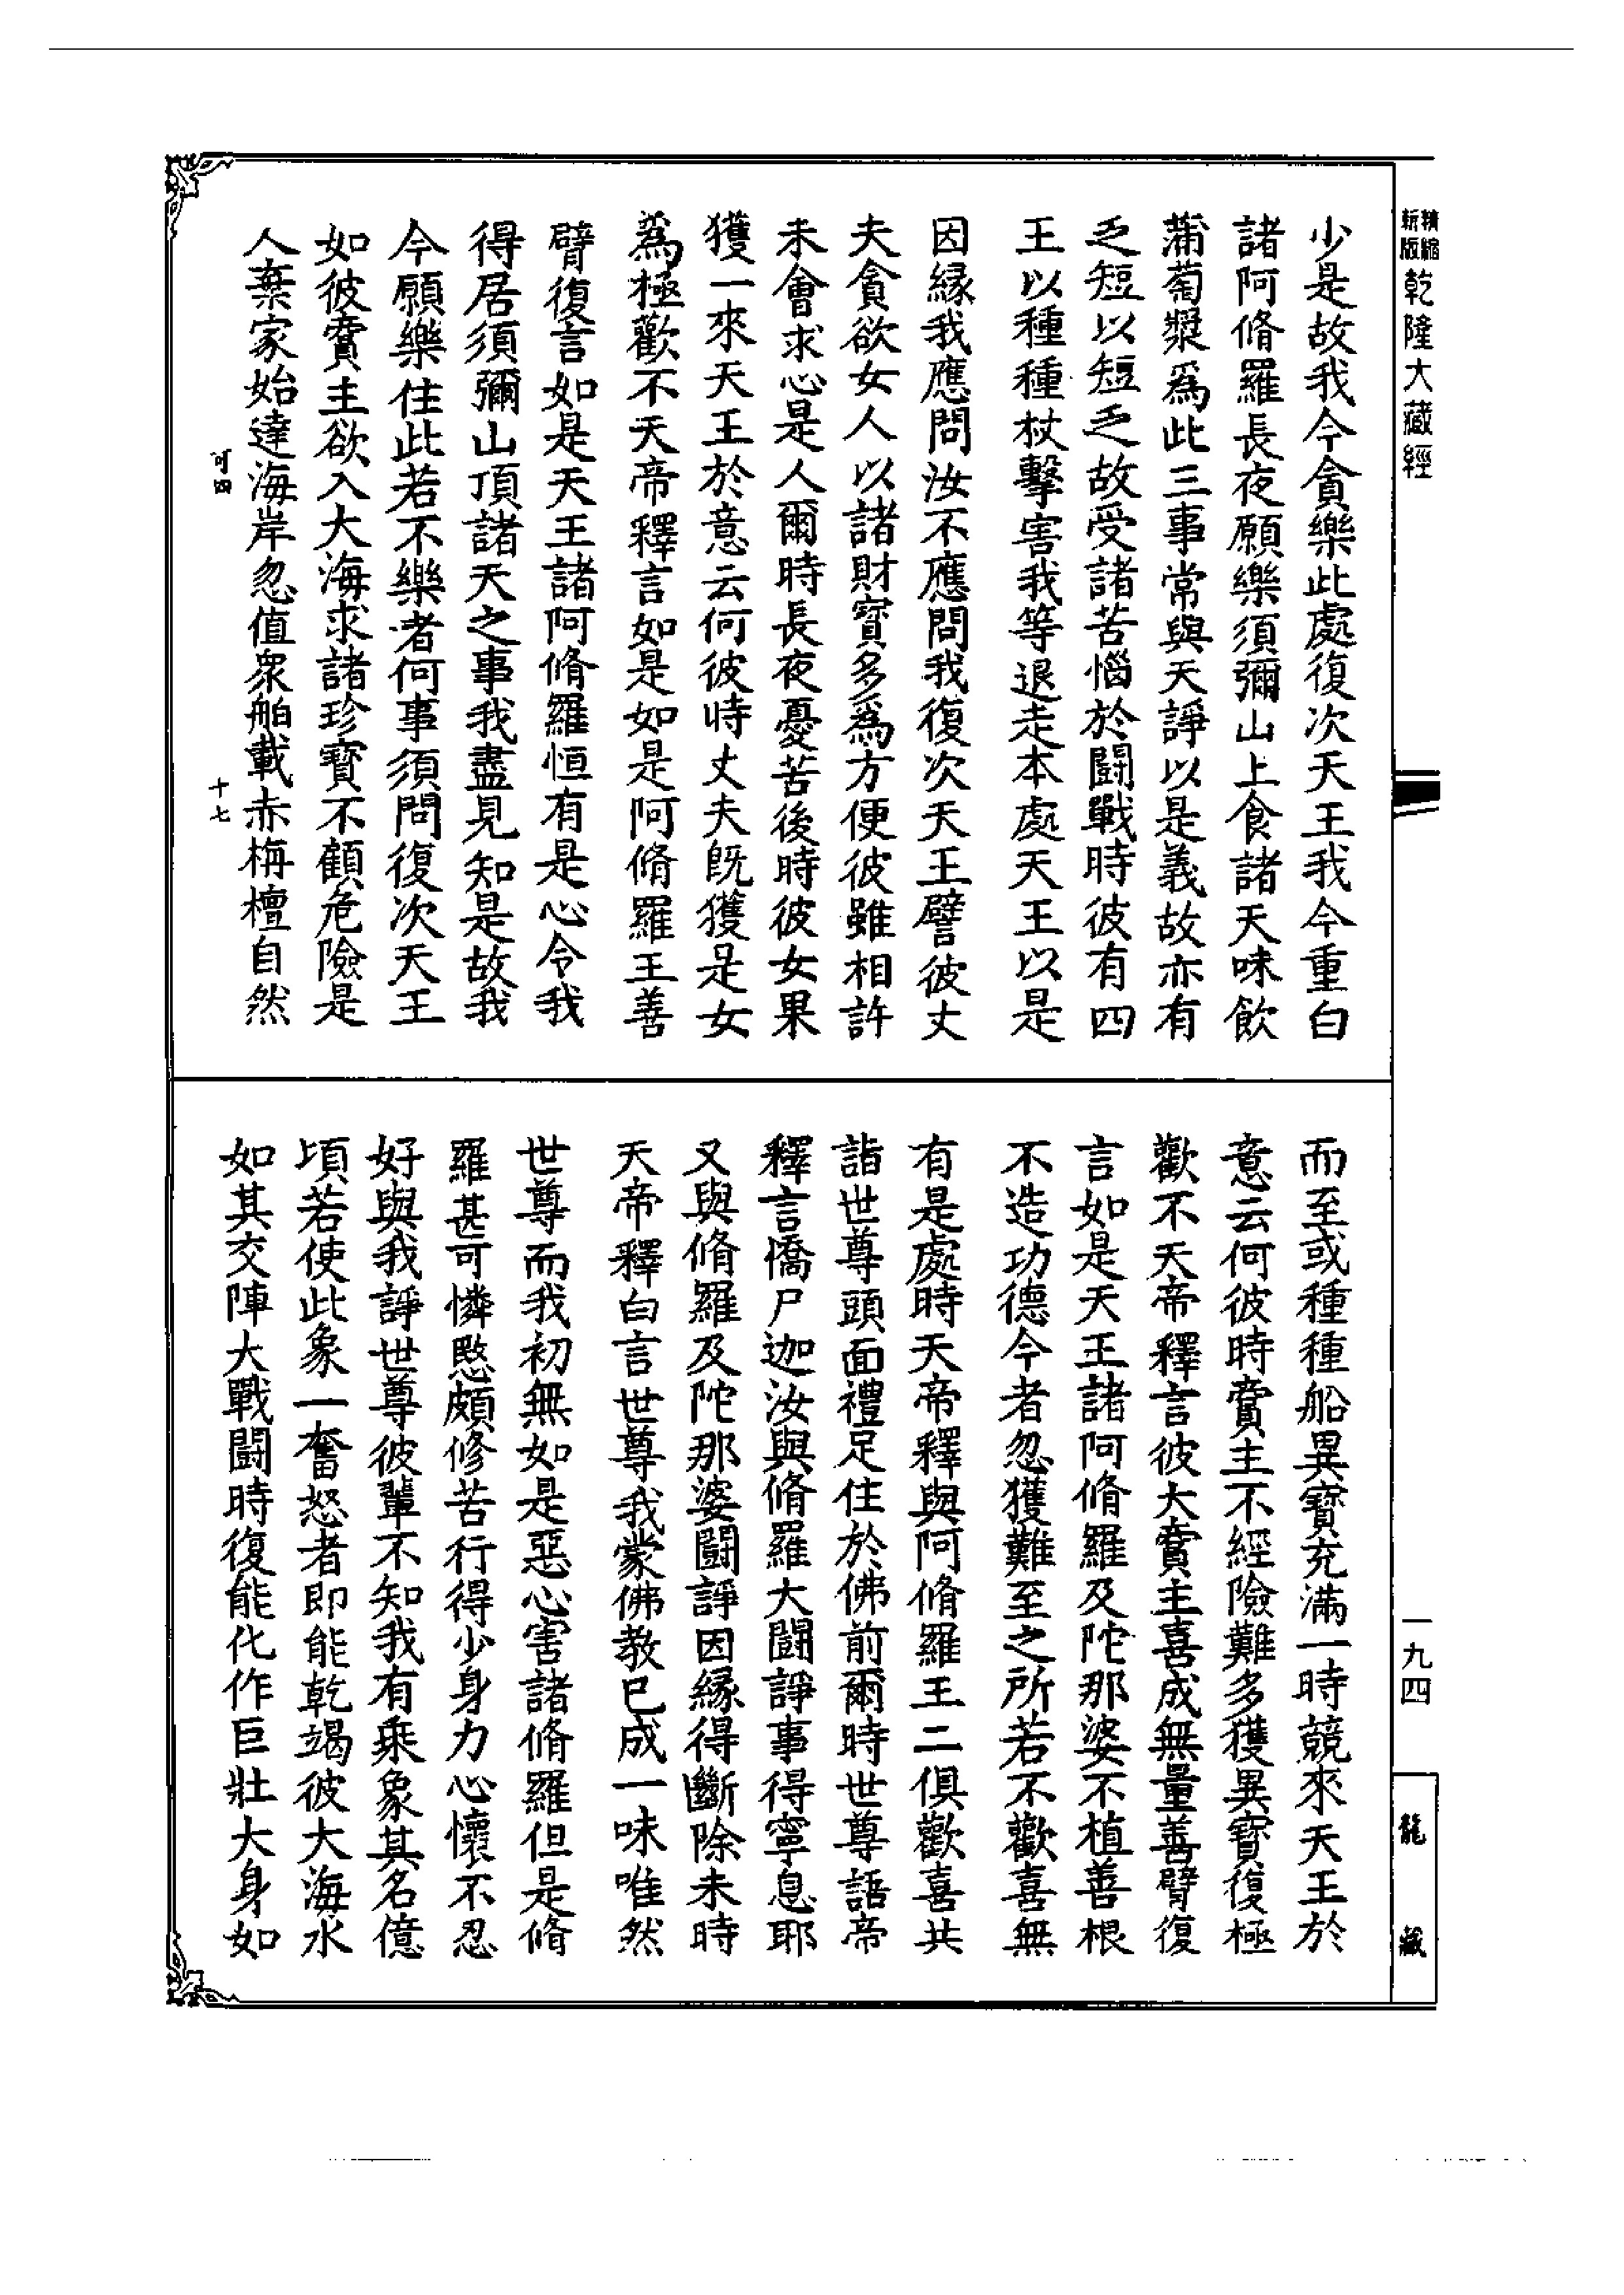 新版精縮乾隆大藏經
少是故我今貪樂此處復次天王我今重白
諸阿脩羅長夜願樂須彌山上食諸天味飲
蒲萄漿爲此三事常與天諍以是義故亦有
乏短以短乏故受諸苦惱於鬪戰時彼有四
王以種種杖擊害我等退走本處天王以是
因縁我應問汝不應問我復次天王譬彼丈
夫貪欲女人以諸財寳多爲方便彼雖相許
未會求心是人爾時長夜憂苦後時彼女果
獲一來天王於意云何彼時丈夫旣獲是女
爲極歡不天帝釋言如是如是阿脩羅王善
臂復言如是天王諸阿脩羅恒有是心令我
得居須彌山頂諸天之事我盡見知是故我
今願樂住此若不樂者何事須問復次天王
如彼賨主欲入大海求諸珍寳不顧危險是
人棄家始達海岸忽值衆舶載赤栴檀自然
可四
十七
而至或種種船異寳充滿一時競來天王於
意云何彼時賨主不經險難多獲異寳復極
歡不天帝釋言彼大賨主喜成無量善臂復
言如是天王諸阿脩羅及陀那婆不植善根
不造功德今者忽獲難至之所若不歡喜無
有是處時天帝釋與阿脩羅王二俱歡喜共
詣世尊頭面禮足住於佛前爾時世尊語帝
釋言憍尸迦汝與脩羅大鬪諍事得寧息耶
又與脩羅及陀那婆鬪諍因縁得斷除未時
天帝釋白言世尊我蒙佛教已成一味唯然
世尊而我初無如是惡心害諸脩羅但是脩
羅甚可憐愍頗修苦行得少身力心懷不忍
好與我諍世尊彼輩不知我有乘象其名億
頃若使此象一奮怒者即能乾竭彼大海水
如其交陣大戰鬪時復能化作巨壯大身如
一九四
龍藏